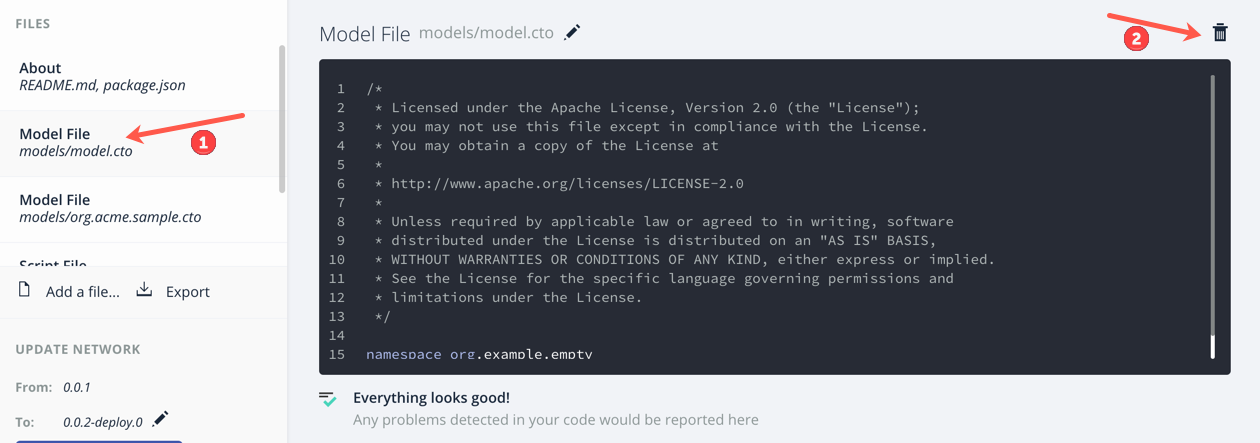 FILES
About
README.md, package.json
Model File
models/model.cto
1
Model File
models/org.acme.sample.cto
Script File
Add a file...
Export
UPDATE NETWORK
From: 0.0.1
To: 0.0.2-deploy.0
Model File models/model.cto
2
1 /*
2 * Licensed under the Apache License, Version 2.0 (the "License");
3 * you may not use this file except in compliance with the License.
4 * You may obtain a copy of the License at
5 *
6 * http://www.apache.org/licenses/LICENSE-2.0
7 *
8 * Unless required by applicable law or agreed to in writing, software
9 * distributed under the License is distributed on an "AS IS" BASIS,
10 * WITHOUT WARRANTIES OR CONDITIONS OF ANY KIND, either express or implied.
11 * See the License for the specific language governing permissions and
12 * limitations under the License.
13 */
14
15 namespace org.example.empty
Everything looks good!
Any problems detected in your code would be reported here